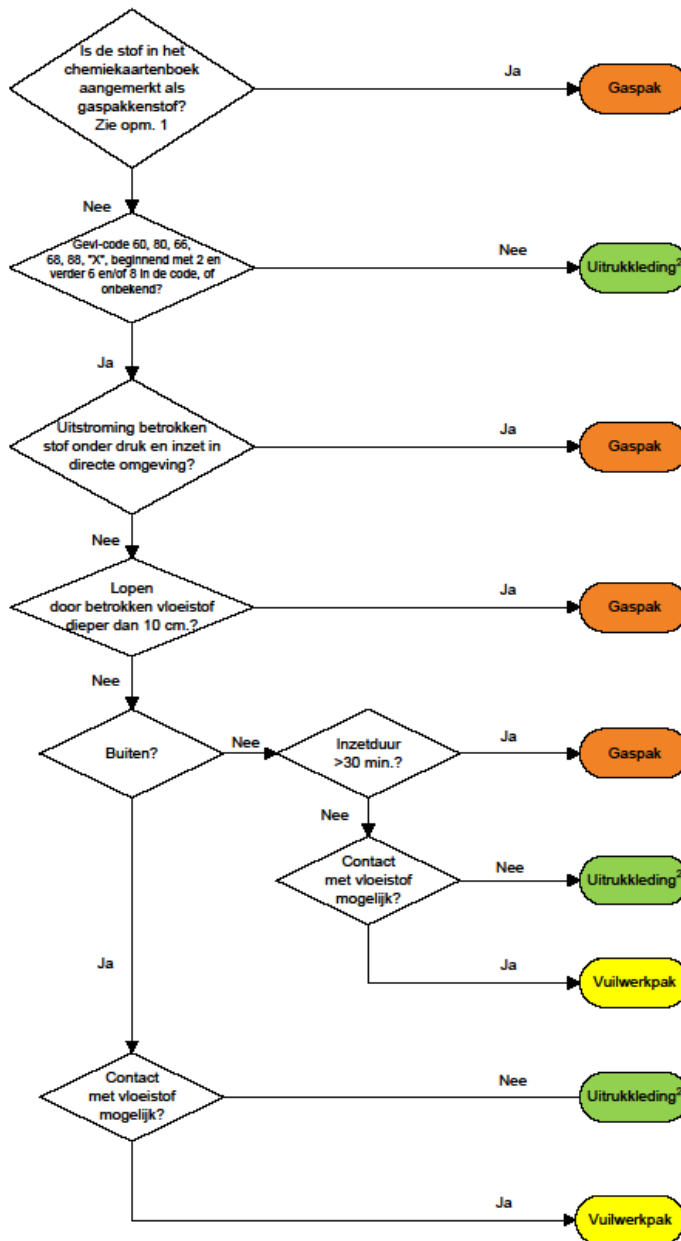 Is de stof in het
chemiekaartenboek
aangemerkt als
gaspakkenstof?
Zie opm. 1
Ja
Gaspak
Nee
Gevi-code 60, 80, 66,
68, 88, "X", beginnend met 2 en
verder 6 en/of 8 in de code, of
onbekend?
Nee
Uitrukkleding²
Ja
Uitstroming betrokken
stof onder druk en inzet in
directe omgeving?
Ja
Gaspak
Nee
Lopen
door betrokken vloeistof
dieper dan 10 cm.?
Ja
Gaspak
Nee
Buiten?
Nee
Inzetduur
>30 min.?
Ja
Gaspak
Nee
Contact
met vloeistof
mogelijk?
Nee
Uitrukkleding²
Ja
Vuilwerkpak
Ja
Contact
met vloeistof
mogelijk?
Nee
Uitrukkleding²
Ja
Vuilwerkpak